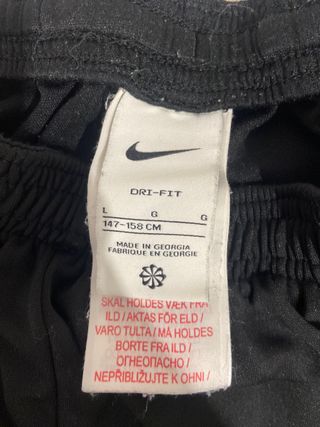 DRI-FIT
L G G
147-158 CM
MADE IN GEORGIA
FABRIQUE EN GEORGIE
SKAL HOLDES VÆK FRA
ILD / AKTAS FÖR ELD /
VARO TULTA / MÅ HOLDES
BORTE FRA ILD /
ОГНЕОПАСНО /
NEPŘIBLIŽUJTE K OHNI /